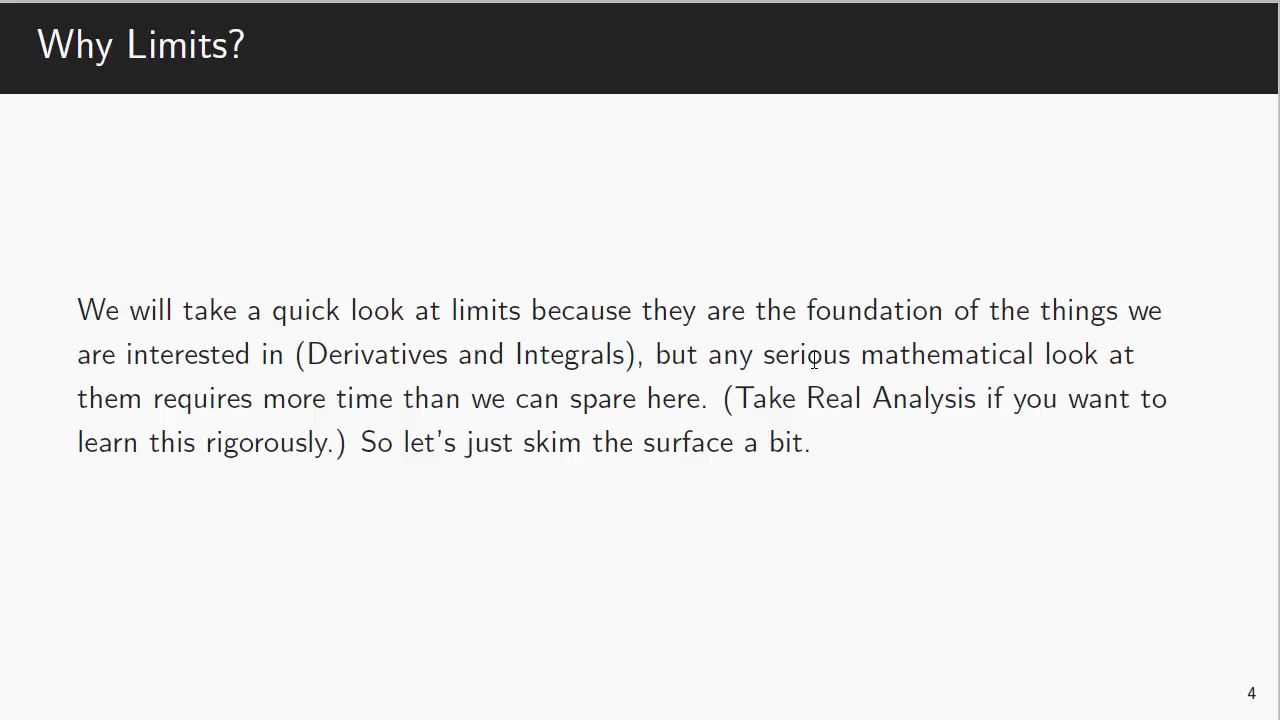 Why Limits?
We will take a quick look at limits because they are the foundation of the things we
are interested in (Derivatives and Integrals), but any serious mathematical look at
them requires more time than we can spare here. (Take Real Analysis if you want to
learn this rigorously.) So let's just skim the surface a bit.
4